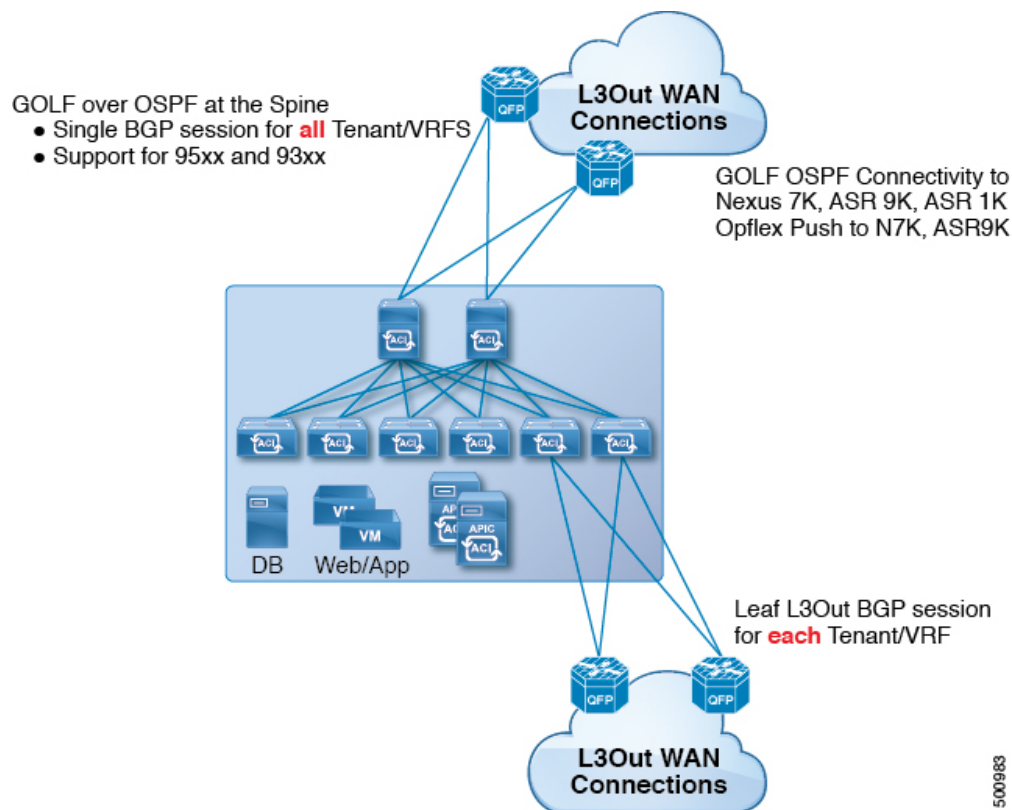 L3Out WAN
Connections
QFP
QFP
GOLF over OSPF at the Spine
• Single BGP session for all Tenant/VRFS
• Support for 95xx and 93xx
GOLF OSPF Connectivity to
Nexus 7K, ASR 9K, ASR 1K
Opflex Push to N7K, ASR9K
ACI
ACI
ACI
ACI
ACI
ACI
ACI
ACI
VM
VM
APIC
ACI
DB
Web/App
Leaf L3Out BGP session
for each Tenant/VRF
QFP
QFP
L3Out WAN
Connections
500983